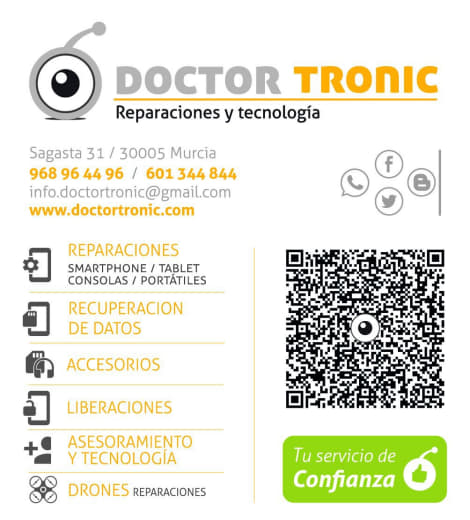 DOCTOR TRONIC
Reparaciones y tecnología
Sagasta 31 / 30005 Murcia
968 96 44 96 / 601 344 844
info.doctortronic@gmail.com
www.doctortronic.com
REPARACIONES
SMARTPHONE / TABLET
CONSOLAS / PORTÁTILES
RECUPERACION
DE DATOS
ACCESORIOS
LIBERACIONES
ASESORAMIENTO
Y TECNOLOGÍA
DRONES REPARACIONES
Tu servicio de
Confianza